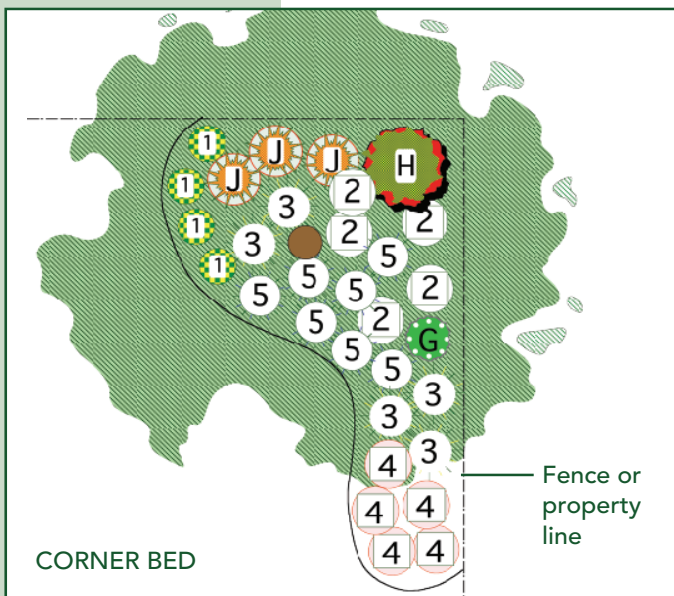 1 J J H
1 J 2
3 2
1 3 2 5
1 5 5 5 2
5 2 G
5 5
3 3
4 3
4 4
4 4
Fence or
property
line
CORNER BED